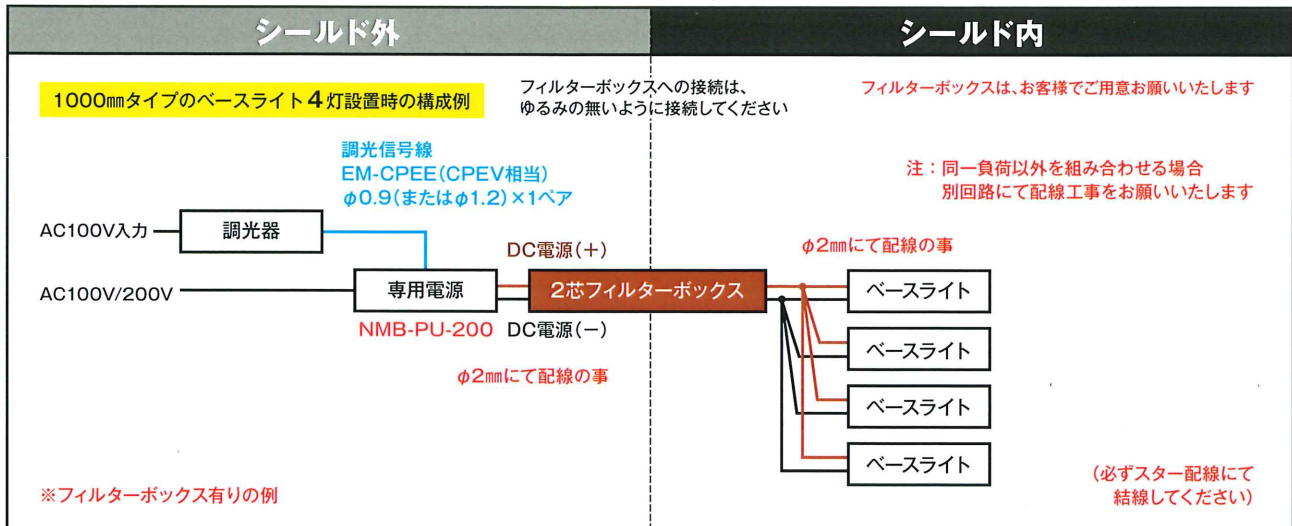 シールド外
シールド内
1000㎜タイプのベースライト4灯設置時の構成例
フィルターボックスへの接続は、
ゆるみの無いように接続してください
フィルターボックスは、お客様でご用意お願いいたします
調光信号線
EM-CPEE(CPEV相当)
φ0.9(またはφ1.2)×1ペア
注:同一負荷以外を組み合わせる場合
別回路にて配線工事をお願いいたします
AC100V入力
調光器
DC電源(+)
φ2㎜にて配線の事
AC100V/200V
専用電源
2芯フィルターボックス
ベースライト
NMB-PU-200
DC電源(−)
ベースライト
φ2㎜にて配線の事
ベースライト
ベースライト
(必ずスター配線にて
結線してください)
※フィルターボックス有りの例